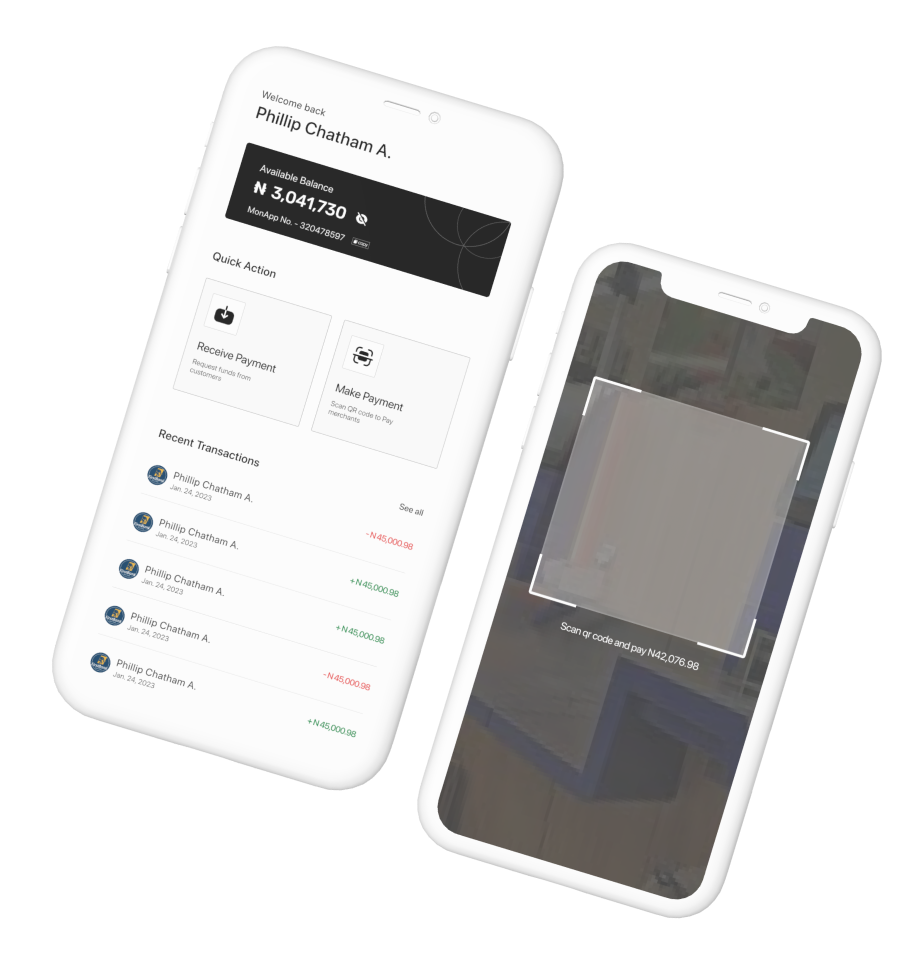 Welcome back
Phillip Chatham A.
Available Balance
₦ 3,041,730
MonApp No. - 320478597 copy
Quick Action
Receive Payment
Request funds from
customers
Make Payment
Scan QR code to Pay
merchants
Recent Transactions
See all
Phillip Chatham A.
Jan. 24, 2023
-N45,000.98
Phillip Chatham A.
Jan. 24, 2023
+N45,000.98
Phillip Chatham A.
Jan. 24, 2023
+N45,000.98
Phillip Chatham A.
Jan. 24, 2023
-N45,000.98
Phillip Chatham A.
Jan. 24, 2023
+N45,000.98
Scan qr code and pay N42,076.98